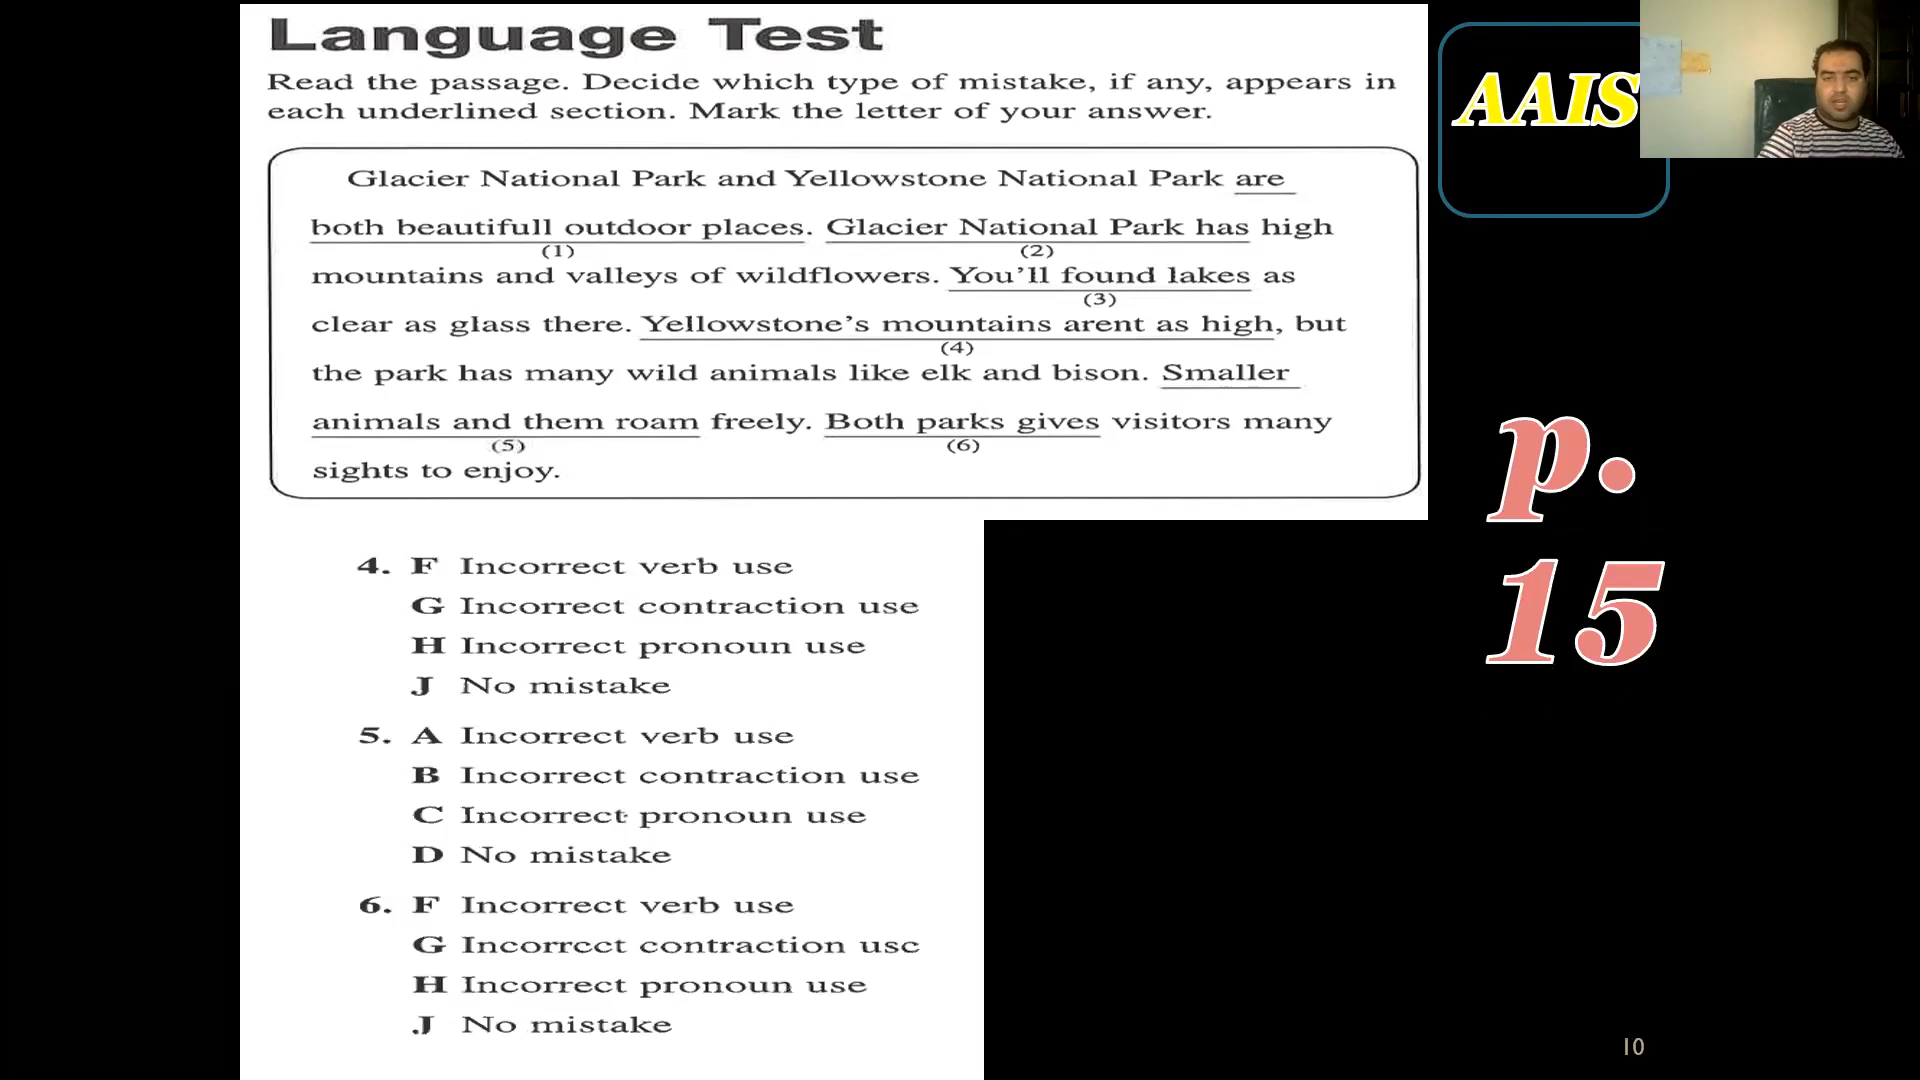 Language Test
Read the passage. Decide which type of mistake, if any, appears in
each underlined section. Mark the letter of your answer.
Glacier National Park and Yellowstone National Park are
both beautifull outdoor places. Glacier National Park has high
(1) (2)
mountains and valleys of wildflowers. You'll found lakes as
(3)
clear as glass there. Yellowstone's mountains arent as high, but
(4)
the park has many wild animals like elk and bison. Smaller
animals and them roam freely. Both parks gives visitors many
(5) (6)
sights to enjoy.
4. F Incorrect verb use
G Incorrect contraction use
H Incorrect pronoun use
J No mistake
5. A Incorrect verb use
B Incorrect contraction use
C Incorrect pronoun use
D No mistake
6. F Incorrect verb use
G Incorrect contraction use
H Incorrect pronoun use
J No mistake
AAIS
p.
15
10